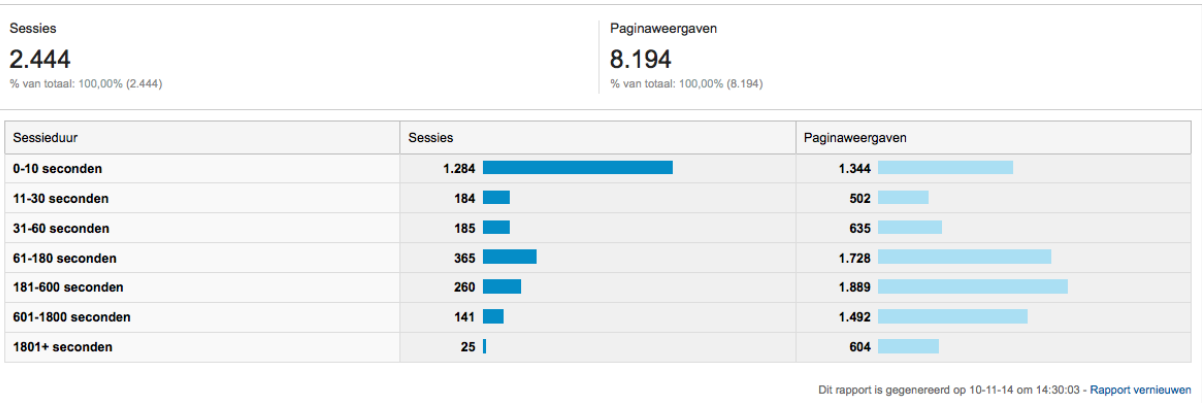 Sessies Paginaweergaven
2.444 8.194
% van totaal: 100,00% (2.444) % van totaal: 100,00% (8.194)
Sessieduur Sessies Paginaweergaven
0-10 seconden 1.284 1.344
11-30 seconden 184 502
31-60 seconden 185 635
61-180 seconden 365 1.728
181-600 seconden 260 1.889
601-1800 seconden 141 1.492
1801+ seconden 25 604
Dit rapport is gegenereerd op 10-11-14 om 14:30:03 - Rapport vernieuwen